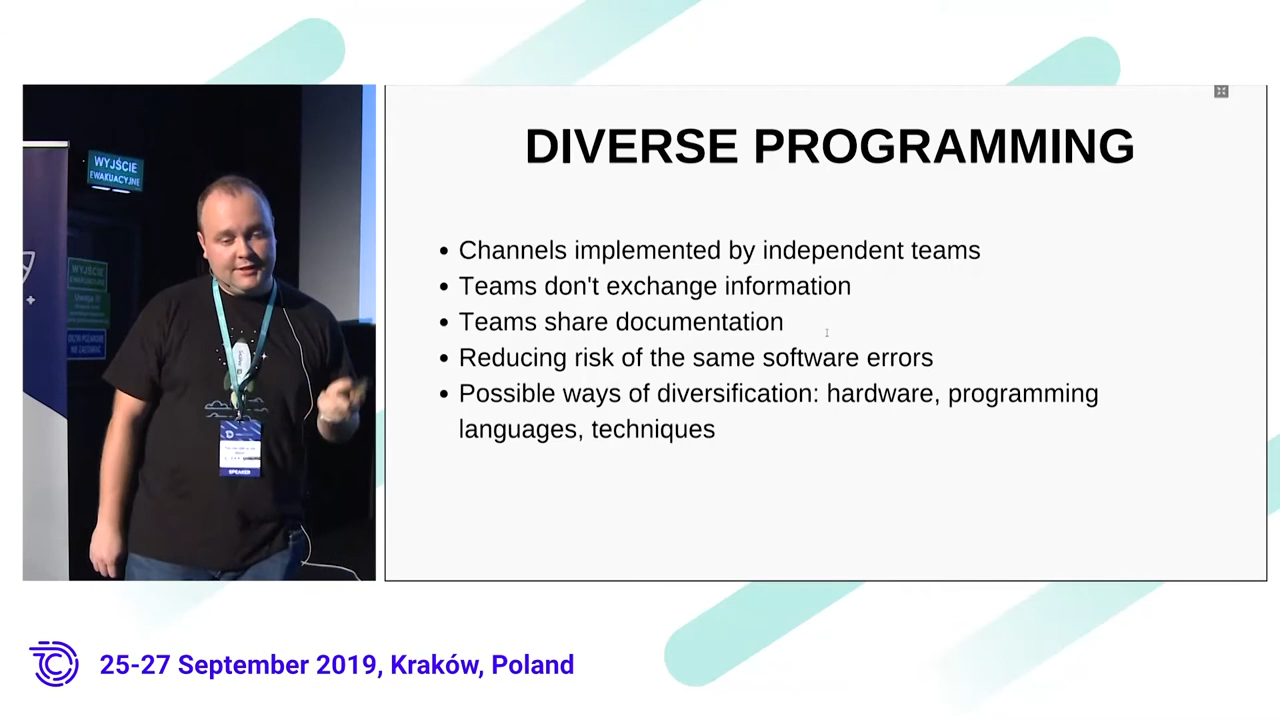 WYJŚCIE
EWAKUACYJNE
WYJŚCIE
EWAKUACYJNE
SPEAKER
DIVERSE PROGRAMMING
• Channels implemented by independent teams
• Teams don't exchange information
• Teams share documentation
• Reducing risk of the same software errors
• Possible ways of diversification: hardware, programming
languages, techniques
25-27 September 2019, Kraków, Poland